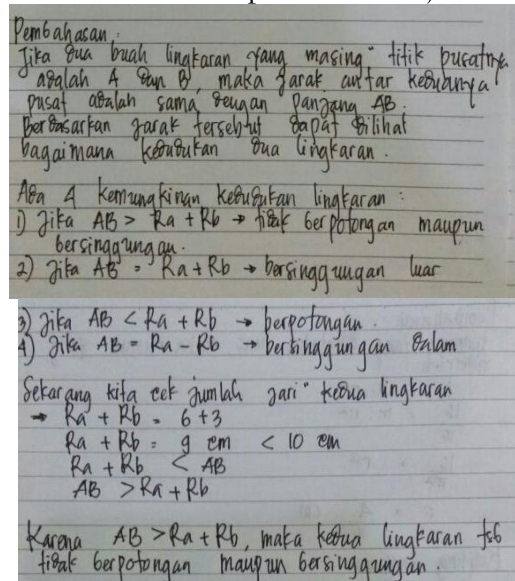 Pembahasan :
Jika dua buah lingkaran yang masing" titik pusatnya
adalah A dan B, maka jarak antar keduanya
pusat adalah sama dengan panjang AB.
Berdasarkan jarak tersebut dapat dilihat
bagaimana kedudukan dua lingkaran.
Ada 4 kemungkinan kedudukan lingkaran :
1) Jika AB > Ra + Rb → tidak berpotongan maupun
bersinggungan.
2) Jika AB = Ra + Rb → bersinggungan luar
3) Jika AB < Ra + Rb → berpotongan.
4) Jika AB = Ra - Rb → bersinggungan dalam
Sekarang kita cek jumlah jari" kedua lingkaran
→ Ra + Rb = 6 + 3
Ra + Rb = 9 cm < 10 cm
Ra + Rb < AB
AB > Ra + Rb
Karena AB > Ra + Rb, maka kedua lingkaran tsb
tidak berpotongan maupun bersinggungan.